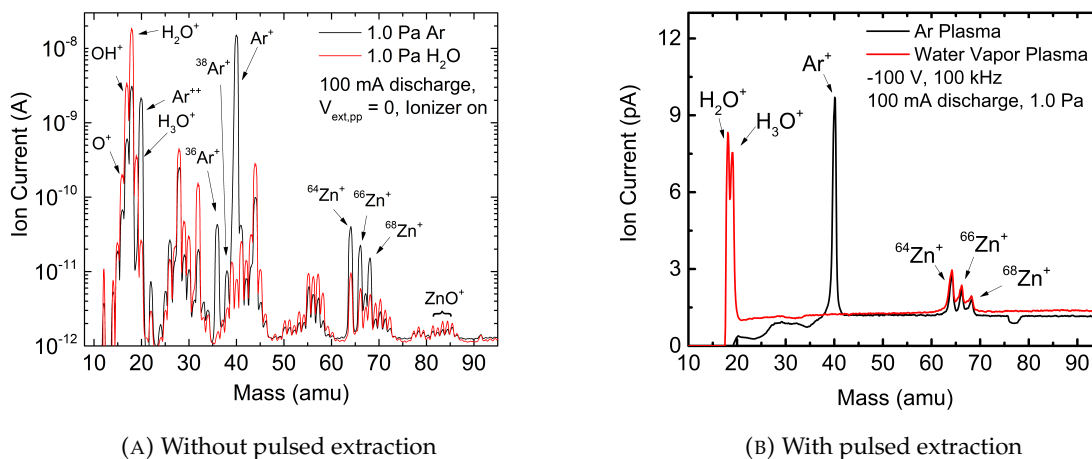 10⁻⁸
10⁻⁹
10⁻¹⁰
10⁻¹¹
10⁻¹²
Ion Current (A)
10 20 30 40 50 60 70 80 90
Mass (amu)
H₂O⁺
OH⁺
Ar⁺⁺
H₃O⁺
O⁺
³⁸Ar⁺
³⁶Ar⁺
Ar⁺
1.0 Pa Ar
1.0 Pa H₂O
100 mA discharge,
V_ext,pp = 0, Ionizer on
⁶⁴Zn⁺
⁶⁶Zn⁺
⁶⁸Zn⁺
ZnO⁺
(A) Without pulsed extraction
12
9
6
3
0
Ion Current (pA)
10 20 30 40 50 60 70 80 90
Mass (amu)
Ar Plasma
Water Vapor Plasma
-100 V, 100 kHz
100 mA discharge, 1.0 Pa
Ar⁺
H₂O⁺
H₃O⁺
⁶⁴Zn⁺
⁶⁶Zn⁺
⁶⁸Zn⁺
(B) With pulsed extraction